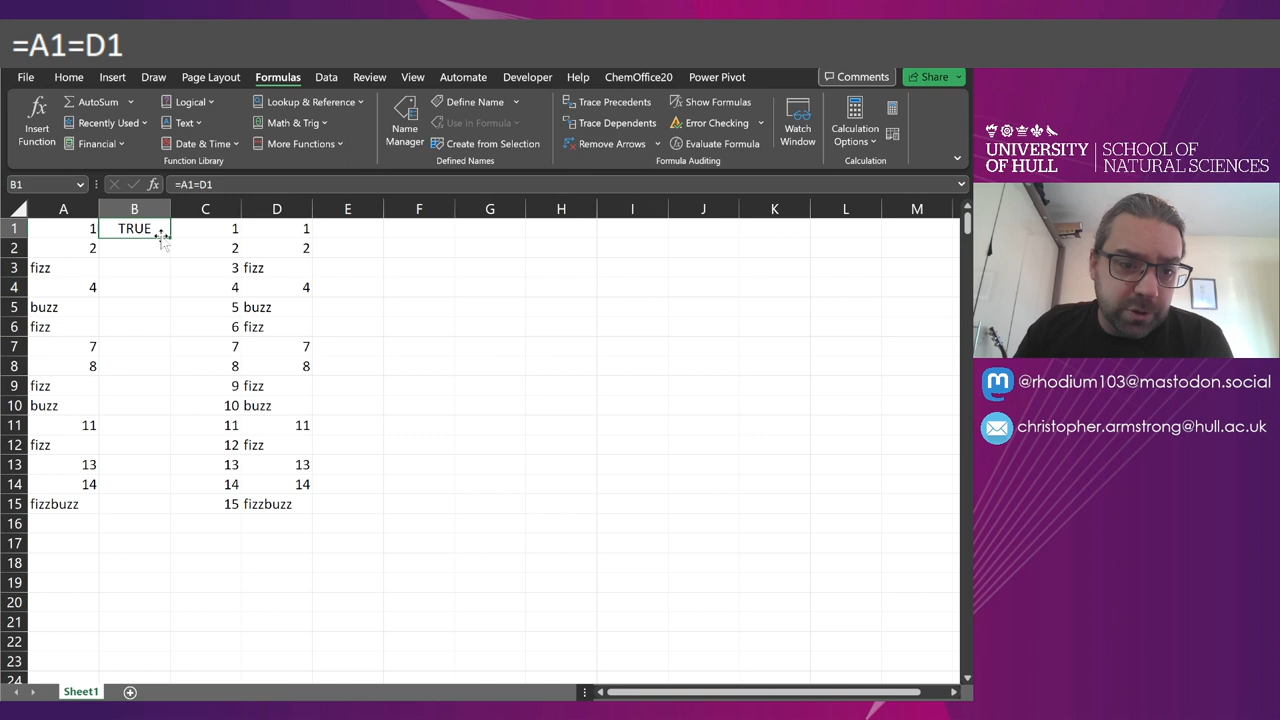 =A1=D1
File Home Insert Draw Page Layout Formulas Data Review View Automate Developer Help ChemOffice20 Power Pivot Comments Share
fx Insert Function
AutoSum
Recently Used
Financial
Logical
Text
Date & Time
Lookup & Reference
Math & Trig
More Functions
Function Library
Name Manager
Define Name
Use in Formula
Create from Selection
Defined Names
Trace Precedents
Trace Dependents
Remove Arrows
Show Formulas
Error Checking
Evaluate Formula
Formula Auditing
Watch Window
Calculation Options
Calculation
B1 fx =A1=D1
A B C D E F G H I J K L M
1 1 TRUE 1 1
2 2 2 2
3 fizz 3 fizz
4 4 4 4
5 buzz 5 buzz
6 fizz 6 fizz
7 7 7 7
8 8 8 8
9 fizz 9 fizz
10 buzz 10 buzz
11 11 11 11
12 fizz 12 fizz
13 13 13 13
14 14 14 14
15 fizzbuzz 15 fizzbuzz
16
17
18
19
20
21
22
23
24
Sheet1
UNIVERSITY OF HULL
SCHOOL OF NATURAL SCIENCES
@rhodium103@mastodon.social
christopher.armstrong@hull.ac.uk